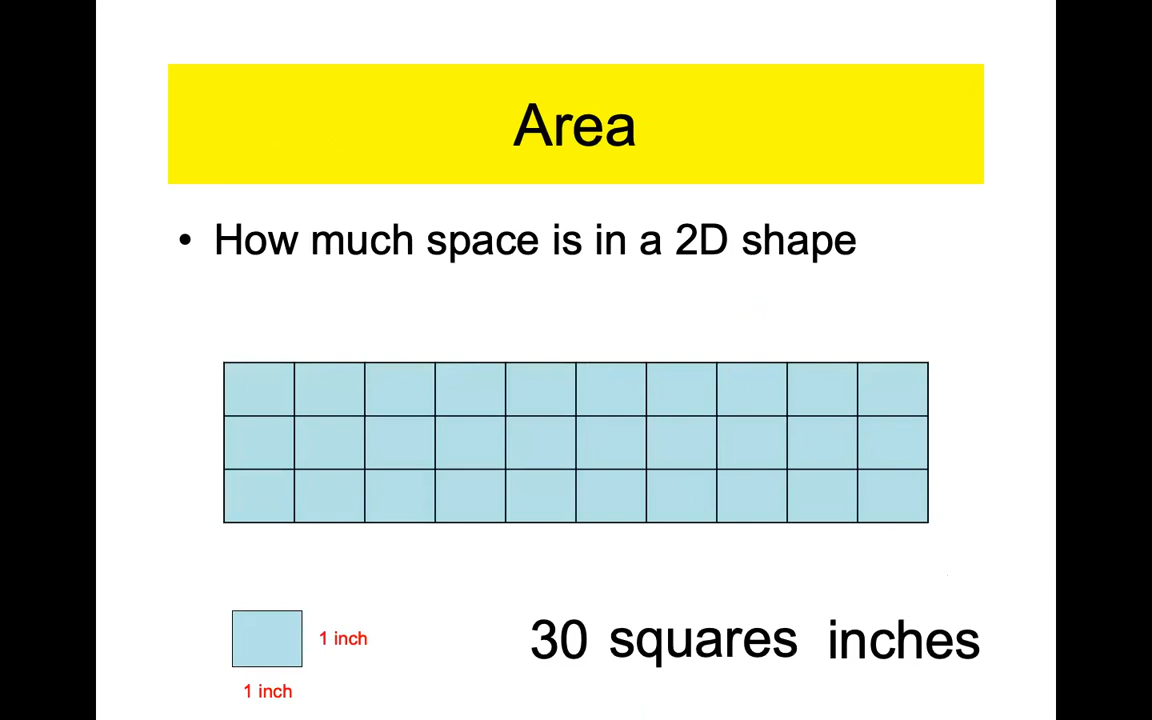 Area
• How much space is in a 2D shape
1 inch
30 squares inches
1 inch